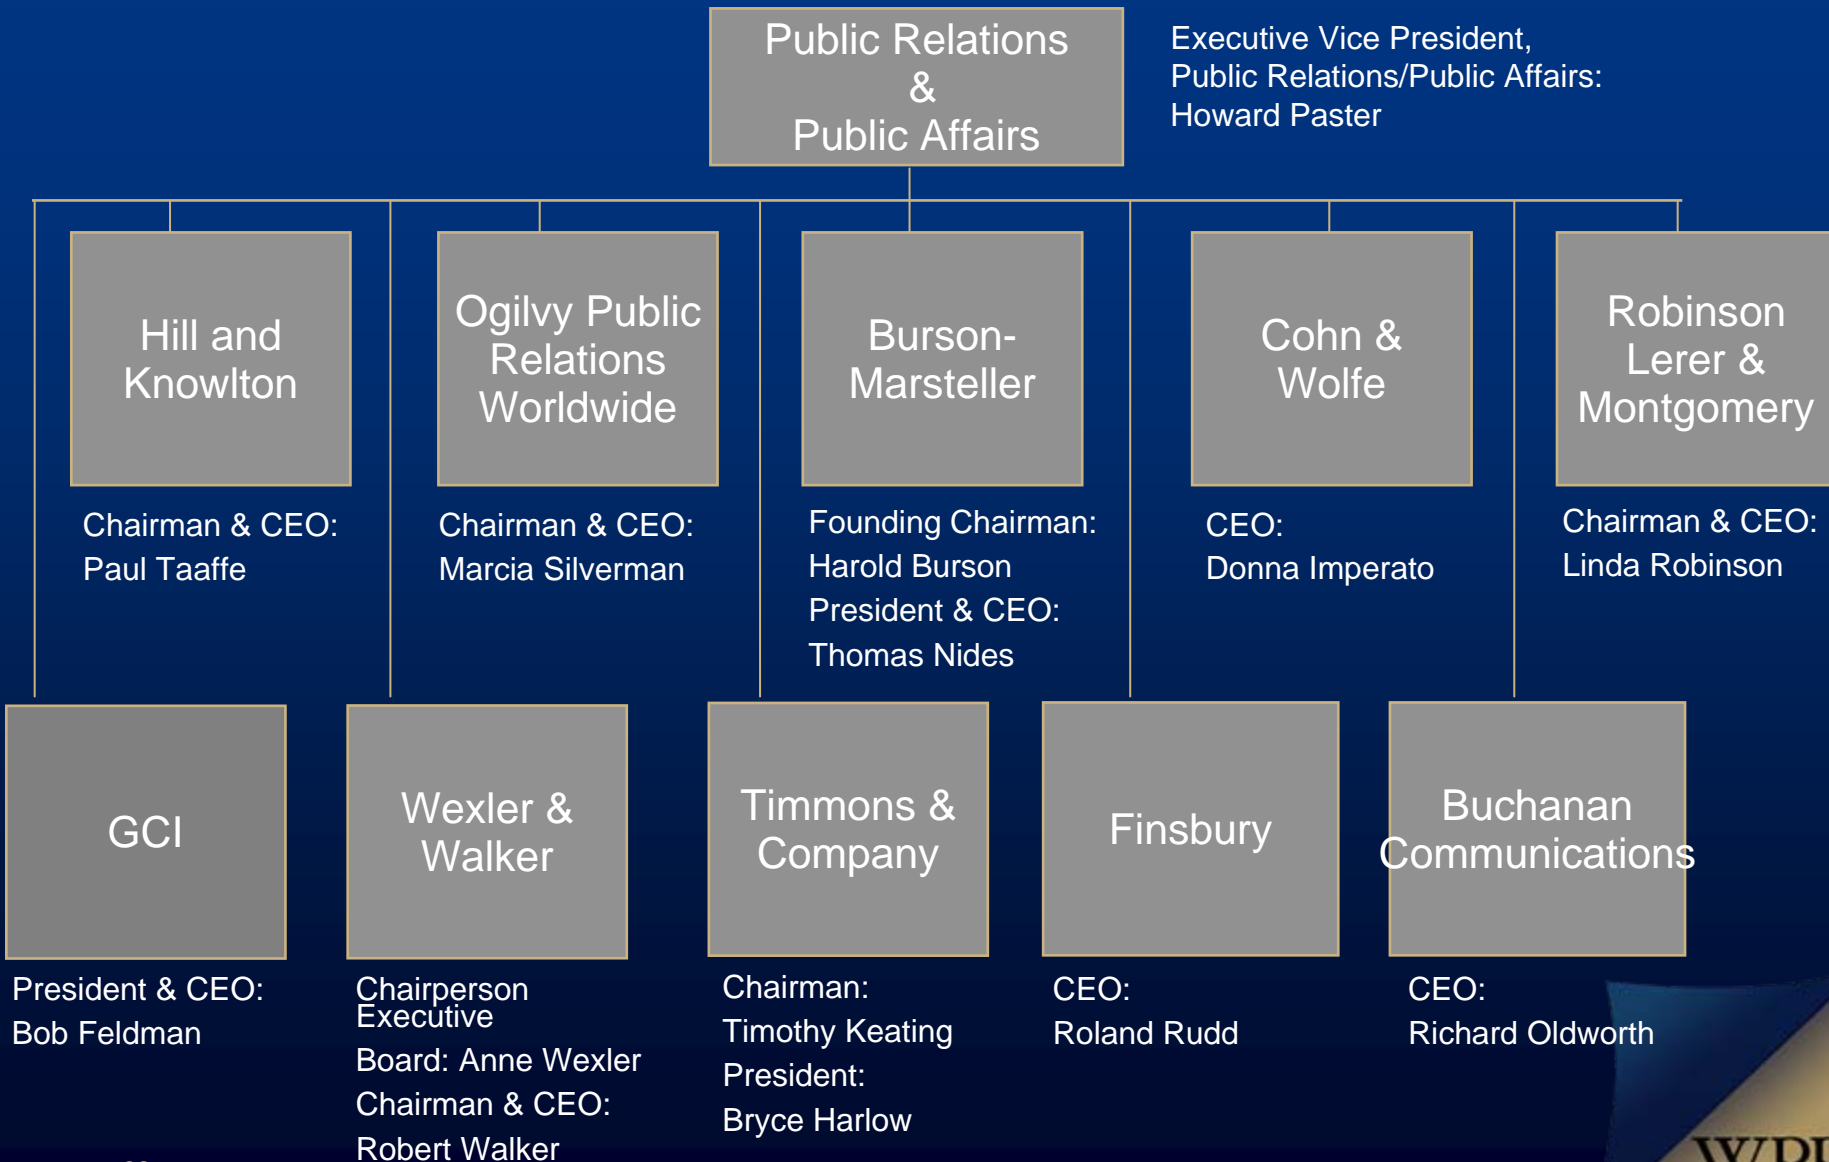 Public Relations
&
Public Affairs
Executive Vice President,
Public Relations/Public Affairs:
Howard Paster
Hill and
Knowlton
Chairman & CEO:
Paul Taaffe
Ogilvy Public
Relations
Worldwide
Chairman & CEO:
Marcia Silverman
Burson-
Marsteller
Founding Chairman:
Harold Burson
President & CEO:
Thomas Nides
Cohn &
Wolfe
CEO:
Donna Imperato
Robinson
Lerer &
Montgomery
Chairman & CEO:
Linda Robinson
GCI
President & CEO:
Bob Feldman
Wexler &
Walker
Chairperson
Executive
Board: Anne Wexler
Chairman & CEO:
Robert Walker
Timmons &
Company
Chairman:
Timothy Keating
President:
Bryce Harlow
Finsbury
CEO:
Roland Rudd
Buchanan
Communications
CEO:
Richard Oldworth
WPP